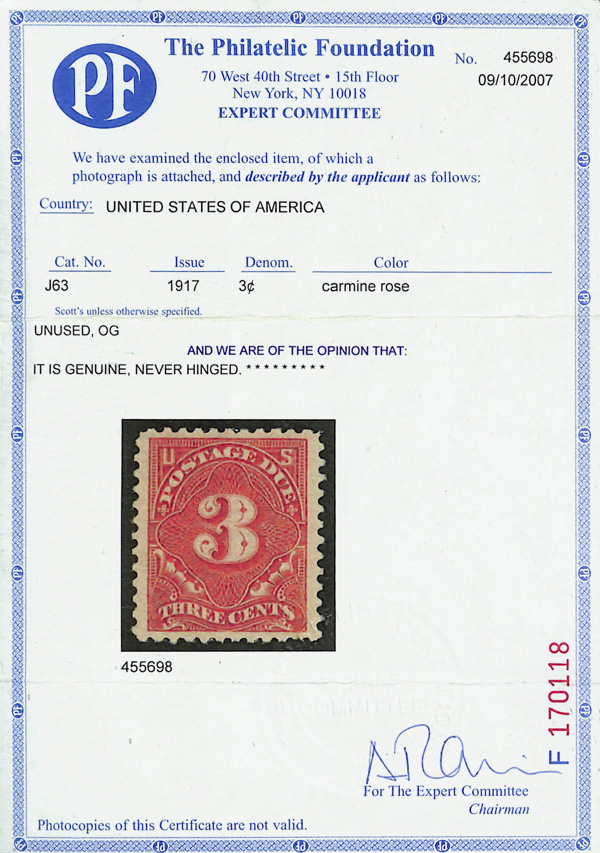 PF
The Philatelic Foundation
70 West 40th Street • 15th Floor
New York, NY 10018
EXPERT COMMITTEE
No. 455698
09/10/2007
We have examined the enclosed item, of which a
photograph is attached, and described by the applicant as follows:
Country: UNITED STATES OF AMERICA
Cat. No. Issue Denom. Color
J63 1917 3¢ carmine rose
Scott's unless otherwise specified.
UNUSED, OG
AND WE ARE OF THE OPINION THAT:
IT IS GENUINE, NEVER HINGED. * * * * * * * * *
U S
POSTAGE DUE
3
THREE CENTS
455698
F 170118
For The Expert Committee
Chairman
Photocopies of this Certificate are not valid.